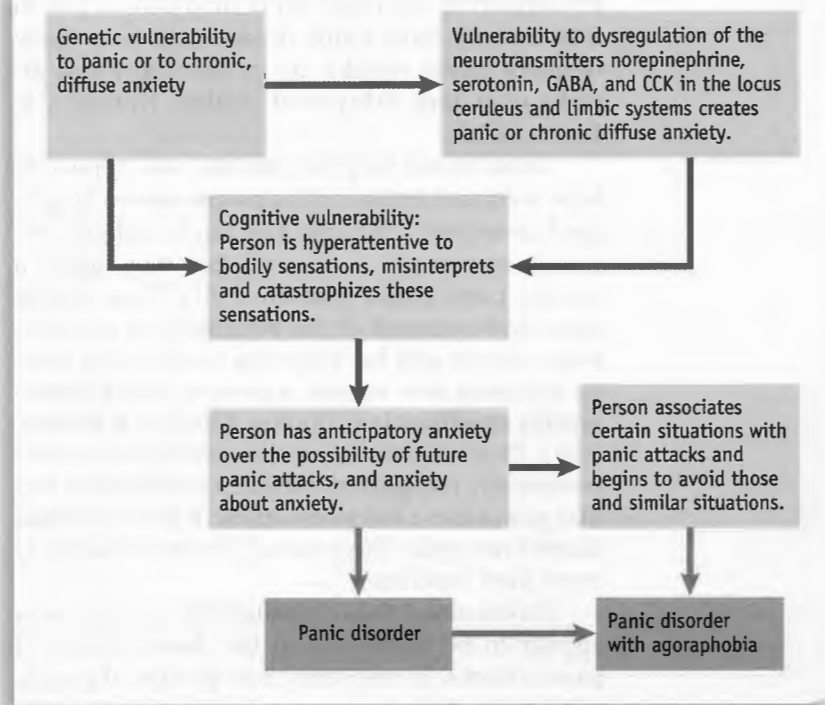 Genetic vulnerability
to panic or to chronic,
diffuse anxiety
Vulnerability to dysregulation of the
neurotransmitters norepinephrine,
serotonin, GABA, and CCK in the locus
ceruleus and limbic systems creates
panic or chronic diffuse anxiety.
Cognitive vulnerability:
Person is hyperattentive to
bodily sensations, misinterprets
and catastrophizes these
sensations.
Person has anticipatory anxiety
over the possibility of future
panic attacks, and anxiety
about anxiety.
Person associates
certain situations with
panic attacks and
begins to avoid those
and similar situations.
Panic disorder
Panic disorder
with agoraphobia